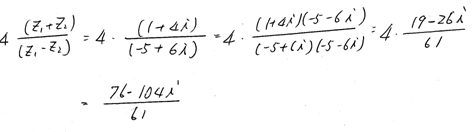 4 (Z₁+Z₂)/(Z₁-Z₂) = 4 · (1+4i)/(-5+6i) = 4 · (1+4i)(-5-6i)/(-5+6i)(-5-6i) = 4 · 19-26i/61
= 76-104i/61